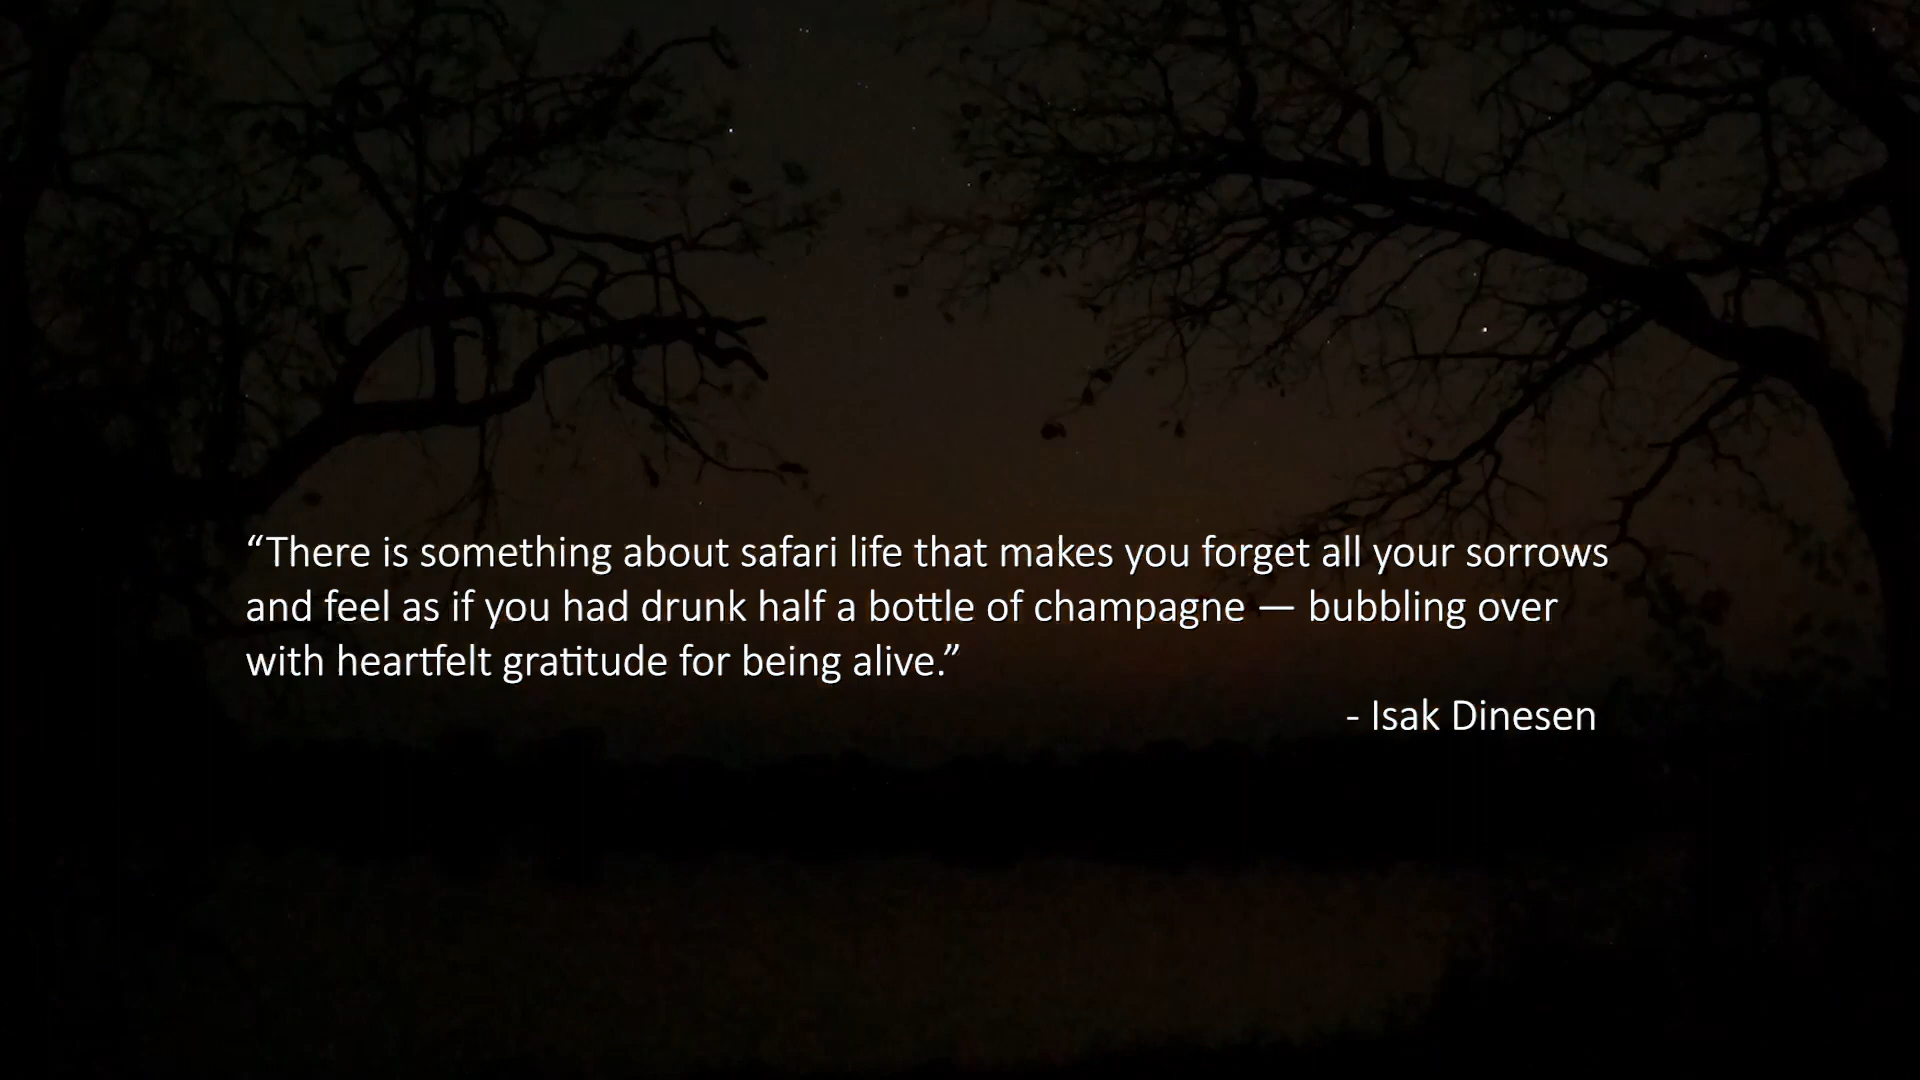 “There is something about safari life that makes you forget all your sorrows
and feel as if you had drunk half a bottle of champagne — bubbling over
with heartfelt gratitude for being alive.”
- Isak Dinesen